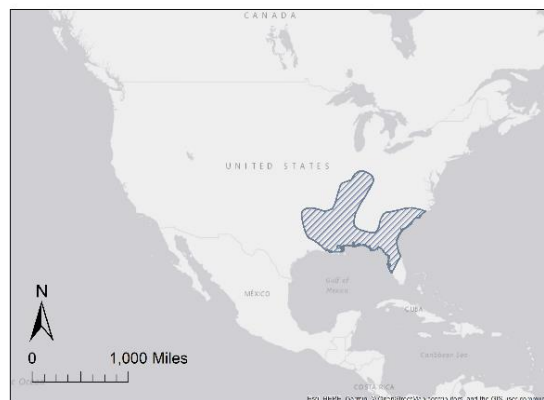 CANADA
UNITED STATES
Gulf of
Mexico
MÉXICO
CUBA
Caribbean Sea
N
0 1,000 Miles
COSTA RICA